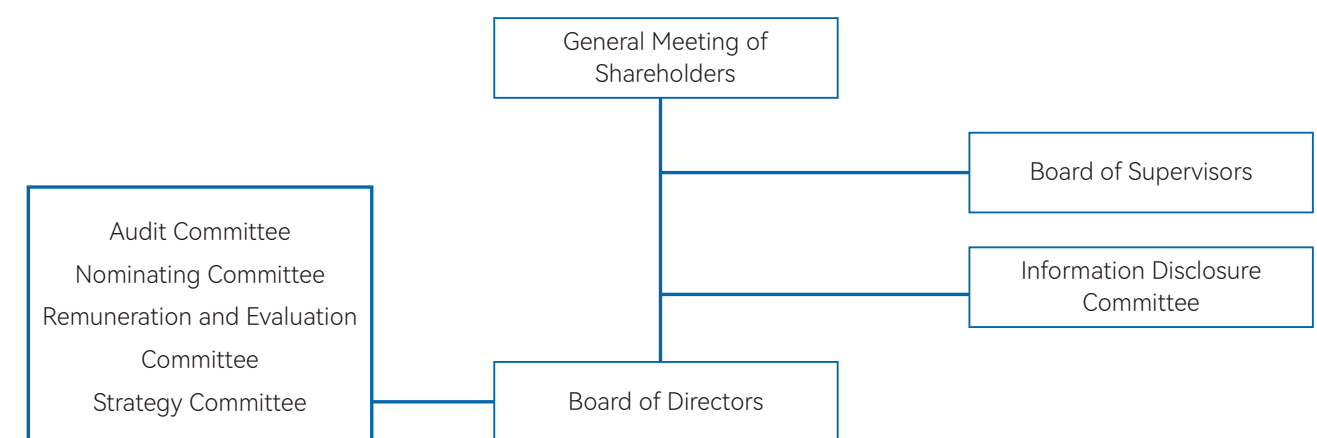 General Meeting of
Shareholders
Board of Supervisors
Audit Committee
Nominating Committee
Remuneration and Evaluation
Committee
Strategy Committee
Information Disclosure
Committee
Board of Directors